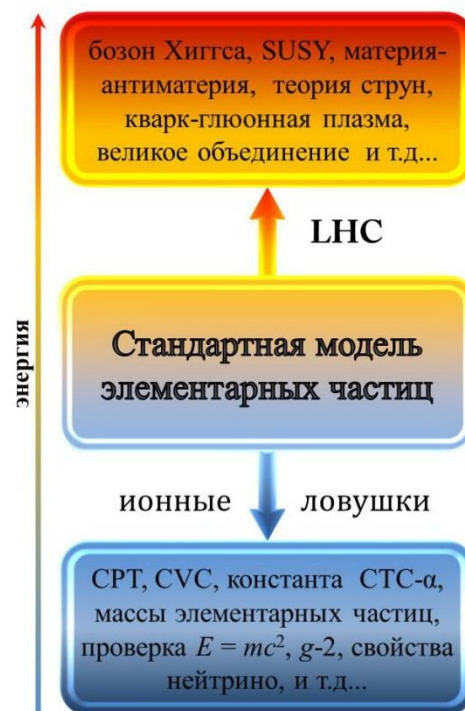 бозон Хиггса, SUSY, материя-
антиматерия, теория струн,
кварк-глюонная плазма,
великое объединение и т.д...
LHC
энергия
Стандартная модель
элементарных частиц
ионные ловушки
CPT, CVC, константа СТС-α,
массы элементарных частиц,
проверка E = mc², g-2, свойства
нейтрино, и т.д...